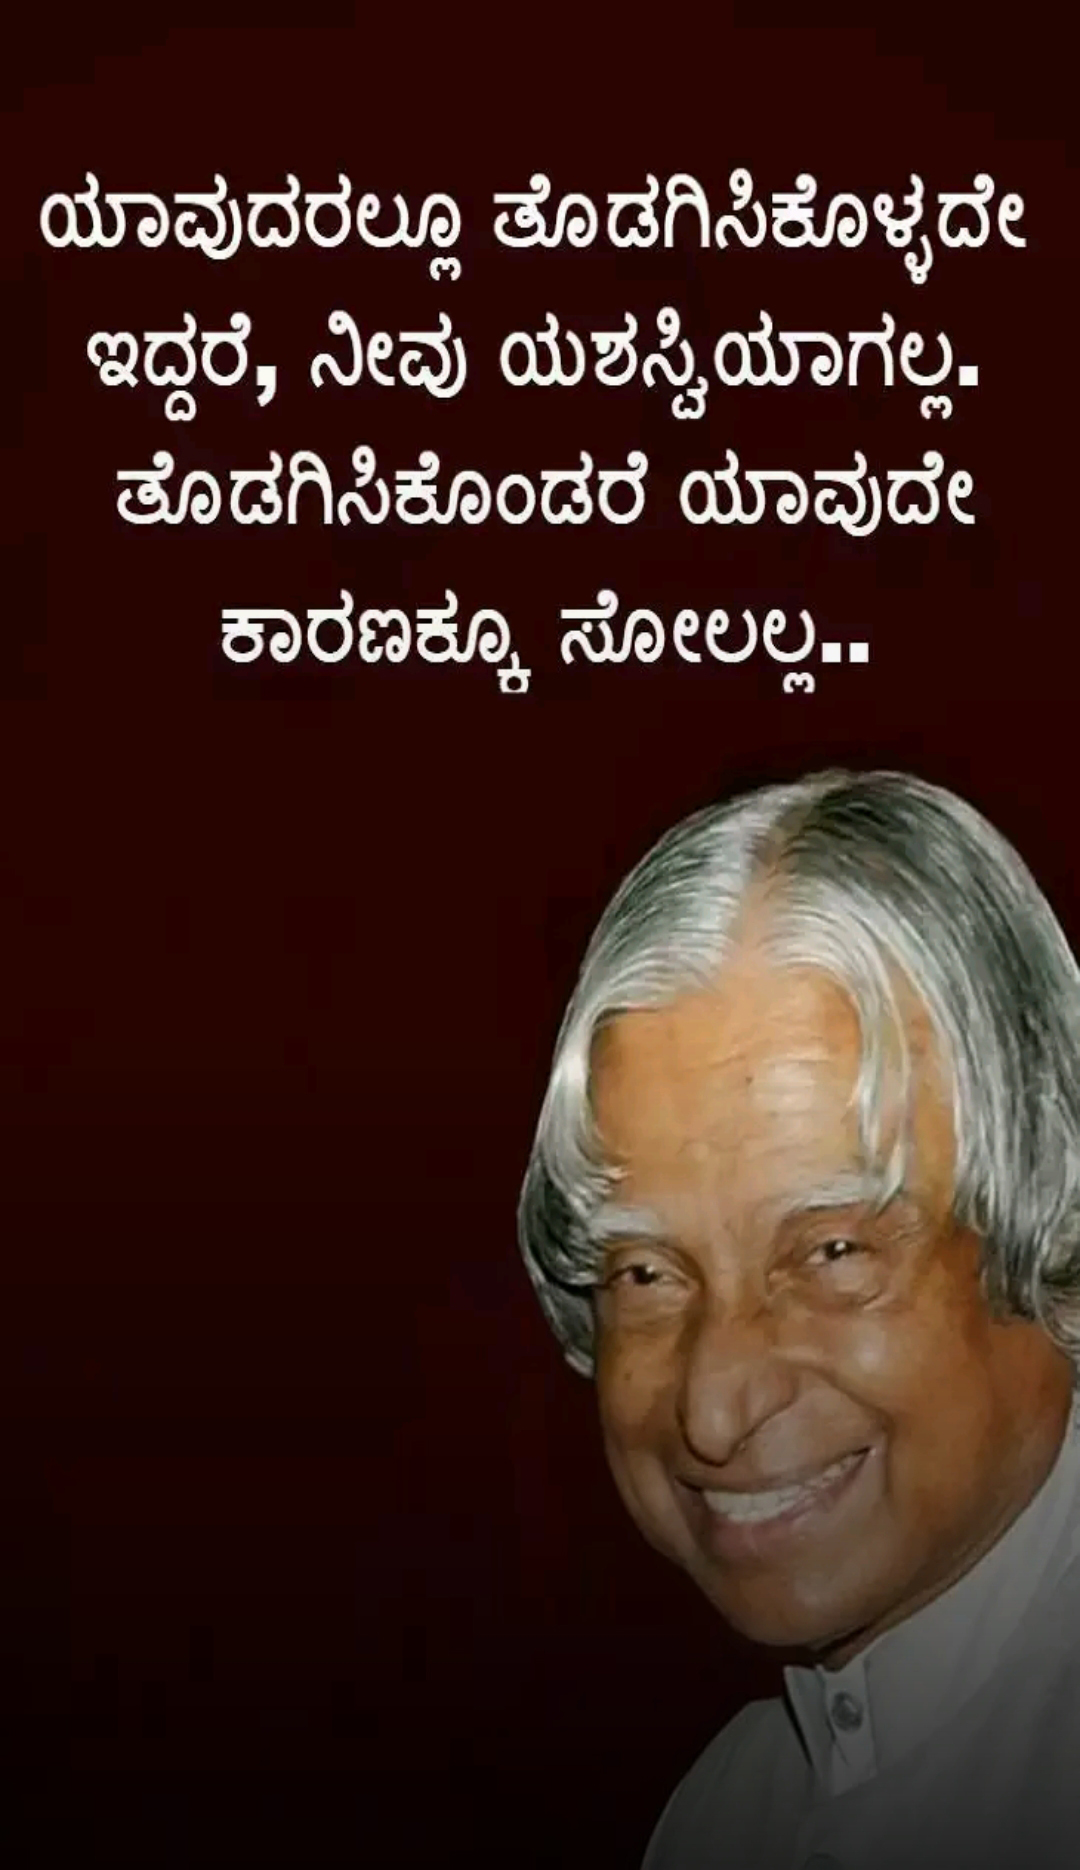 ಯಾವುದರಲ್ಲೂ ತೊಡಗಿಸಿಕೊಳ್ಳದೇ
ಇದ್ದರೆ, ನೀವು ಯಶಸ್ವಿಯಾಗಲ್ಲ.
ತೊಡಗಿಸಿಕೊಂಡರೆ ಯಾವುದೇ
ಕಾರಣಕ್ಕೂ ಸೋಲಲ್ಲ..